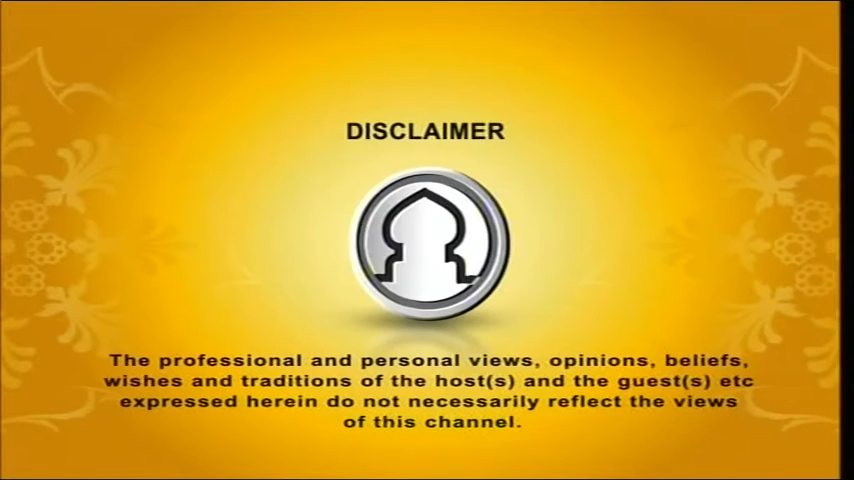 DISCLAIMER
The professional and personal views, opinions, beliefs,
wishes and traditions of the host(s) and the guest(s) etc
expressed herein do not necessarily reflect the views
of this channel.